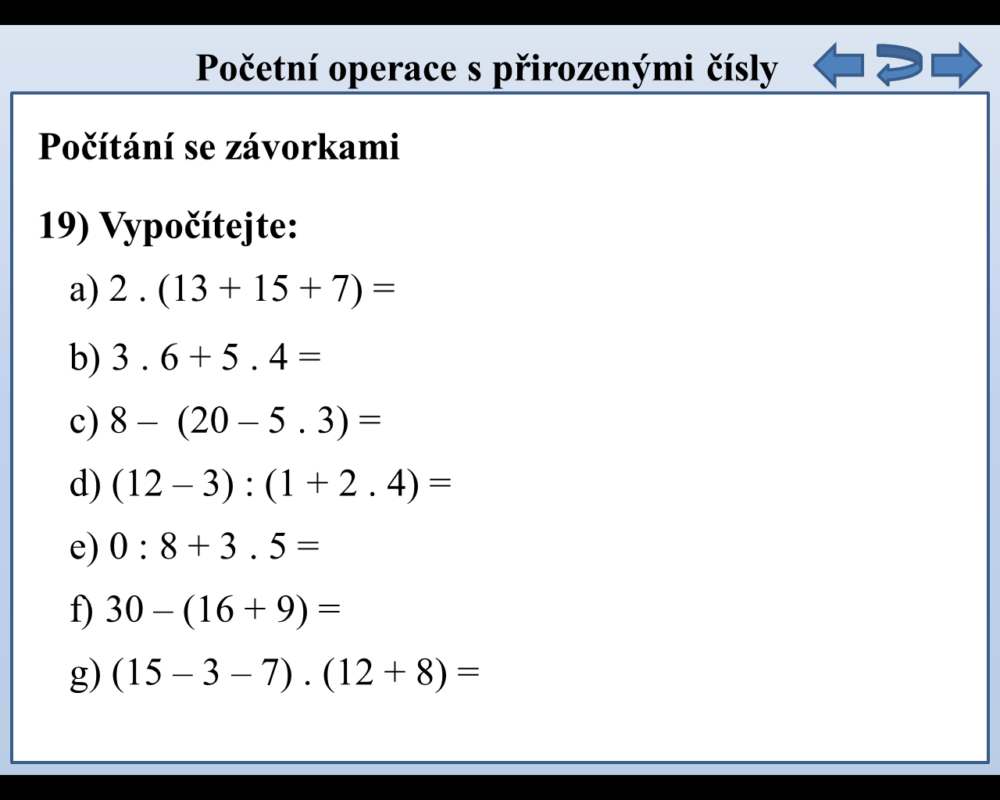 Početní operace s přirozenými čísly
Počítání se závorkami
19) Vypočítejte:
a) 2 . (13 + 15 + 7) =
b) 3 . 6 + 5 . 4 =
c) 8 – (20 – 5 . 3) =
d) (12 – 3) : (1 + 2 . 4) =
e) 0 : 8 + 3 . 5 =
f) 30 – (16 + 9) =
g) (15 – 3 – 7) . (12 + 8) =